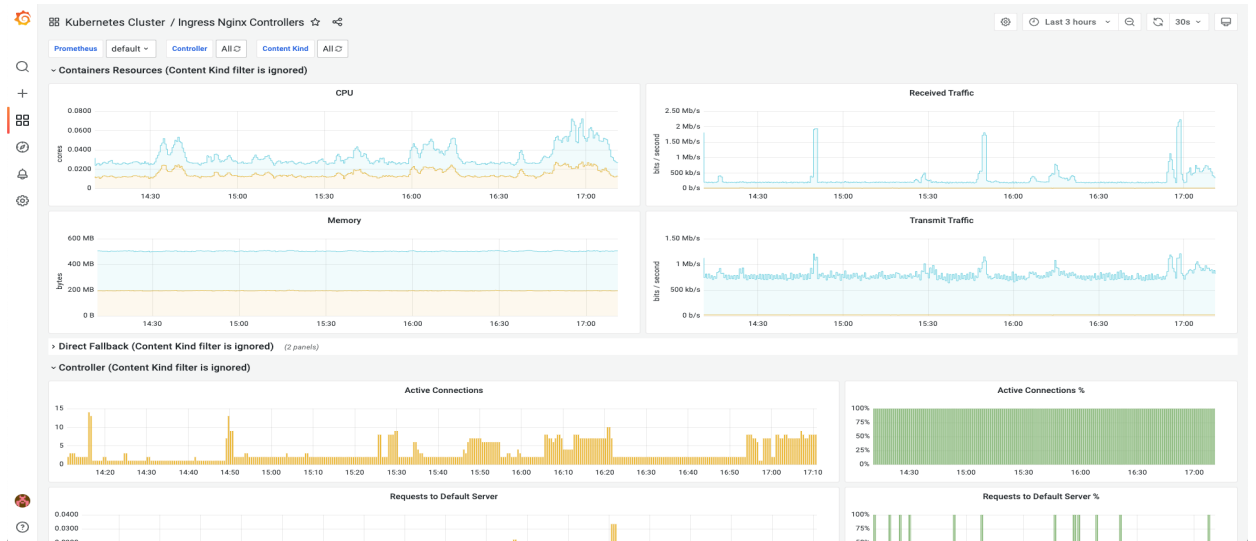 Kubernetes Cluster / Ingress Nginx Controllers
Last 3 hours
30s
Prometheus default Controller All Content Kind All
Containers Resources (Content Kind filter is ignored)
CPU
0.0800
0.0600
0.0400
0.0200
0
cores
14:30 15:00 15:30 16:00 16:30 17:00
Received Traffic
2.50 Mb/s
2 Mb/s
1.50 Mb/s
1 Mb/s
500 kb/s
0 b/s
bits / second
14:30 15:00 15:30 16:00 16:30 17:00
Memory
600 MB
400 MB
200 MB
0 B
bytes
14:30 15:00 15:30 16:00 16:30 17:00
Transmit Traffic
1.50 Mb/s
1 Mb/s
500 kb/s
0 b/s
bits / second
14:30 15:00 15:30 16:00 16:30 17:00
Direct Fallback (Content Kind filter is ignored) (2 panels)
Controller (Content Kind filter is ignored)
Active Connections
15
10
5
0
14:20 14:30 14:40 14:50 15:00 15:10 15:20 15:30 15:40 15:50 16:00 16:10 16:20 16:30 16:40 16:50 17:00 17:10
Active Connections %
100%
75%
50%
25%
0%
14:30 15:00 15:30 16:00 16:30 17:00
Requests to Default Server
0.0400
0.0300
Requests to Default Server %
100%
75%